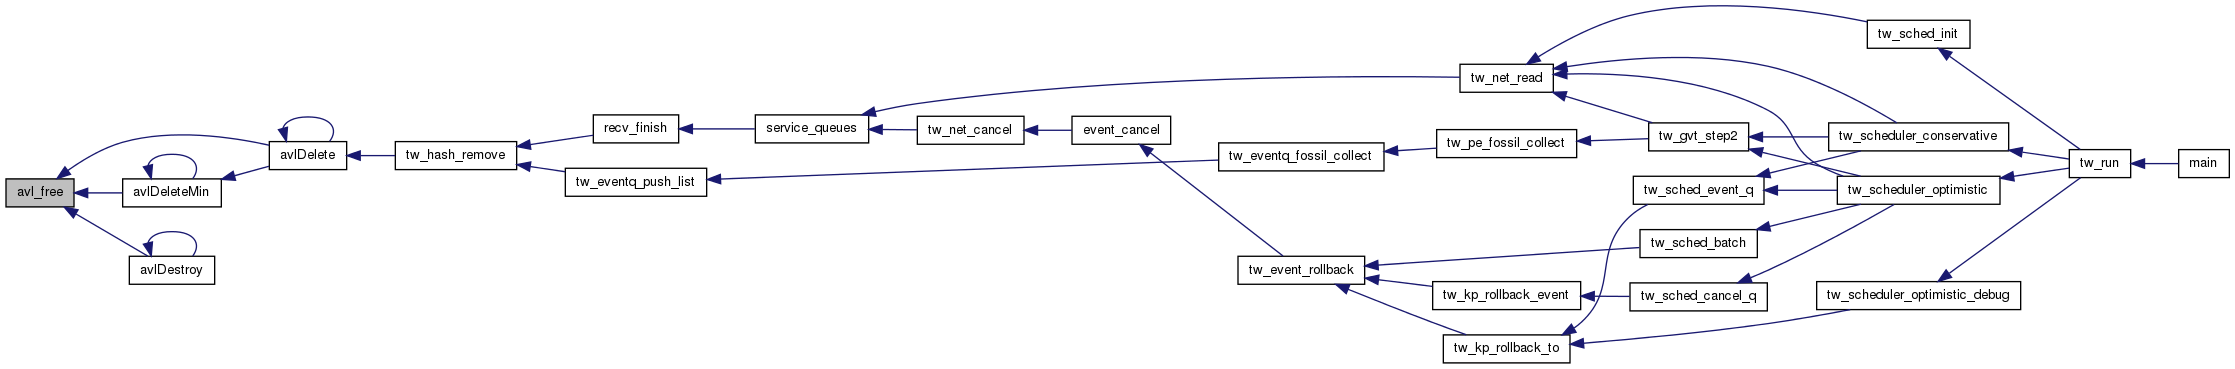 avl_free
avlDelete
avlDeleteMin
avlDestroy
tw_hash_remove
recv_finish
tw_eventq_push_list
service_queues
tw_net_cancel
event_cancel
tw_eventq_fossil_collect
tw_event_rollback
tw_net_read
tw_pe_fossil_collect
tw_kp_rollback_event
tw_kp_rollback_to
tw_gvt_step2
tw_sched_event_q
tw_sched_batch
tw_sched_cancel_q
tw_sched_init
tw_scheduler_conservative
tw_scheduler_optimistic
tw_scheduler_optimistic_debug
tw_run
main